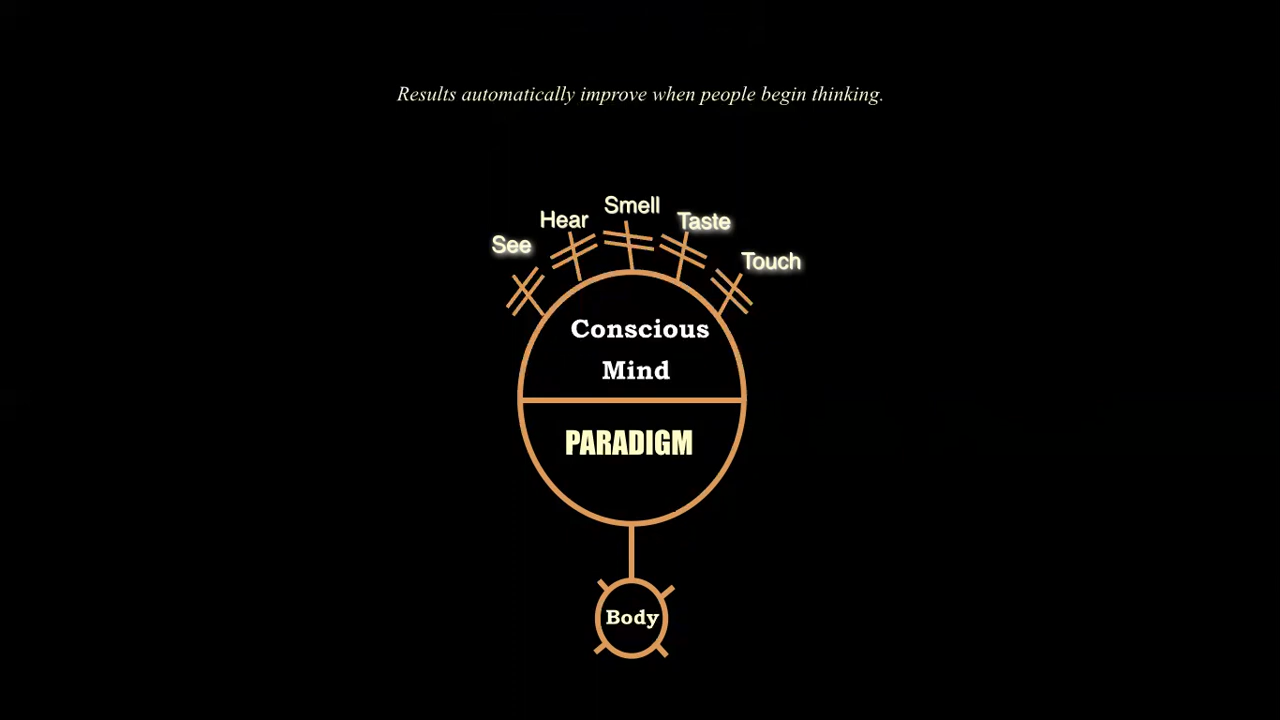 Results automatically improve when people begin thinking.
Smell
Hear
Taste
See
Touch
Conscious
Mind
PARADIGM
Body